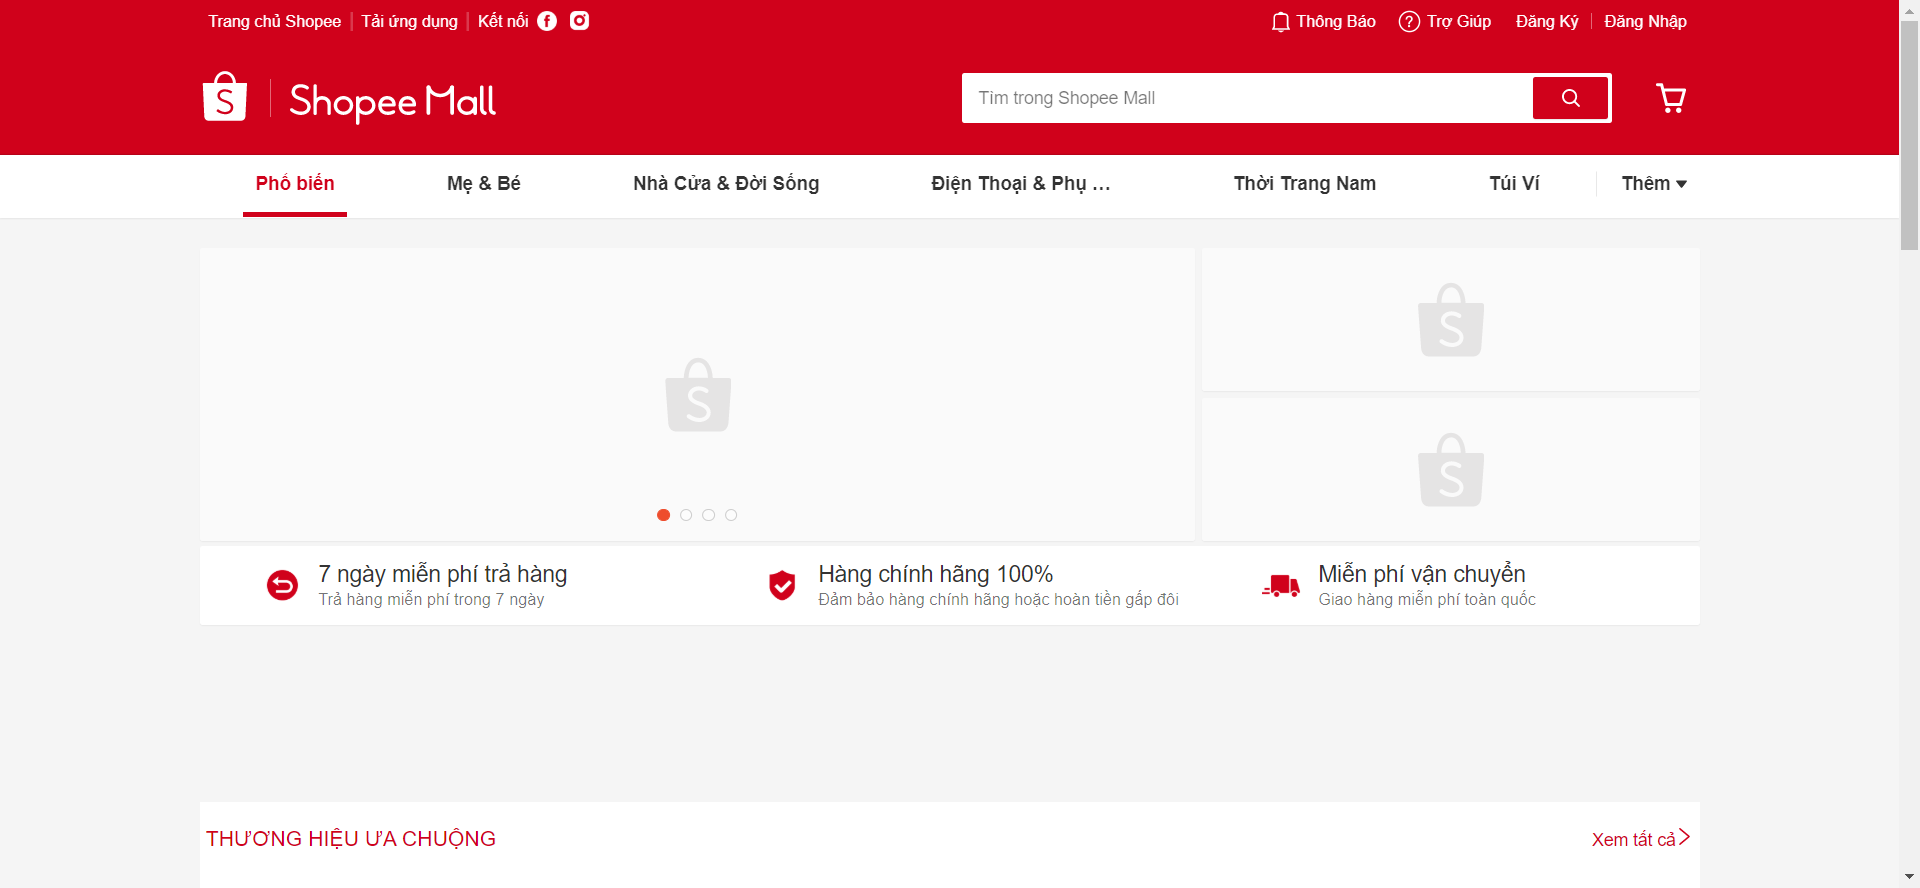 Trang chủ Shopee
Tải ứng dụng
Kết nối
Thông Báo
Trợ Giúp
Đăng Ký
Đăng Nhập
Shopee Mall
Tìm trong Shopee Mall
Phổ biến
Mẹ & Bé
Nhà Cửa & Đời Sống
Điện Thoại & Phụ ...
Thời Trang Nam
Túi Ví
Thêm
7 ngày miễn phí trả hàng
Trả hàng miễn phí trong 7 ngày
Hàng chính hãng 100%
Đảm bảo hàng chính hãng hoặc hoàn tiền gấp đôi
Miễn phí vận chuyển
Giao hàng miễn phí toàn quốc
THƯƠNG HIỆU ƯA CHUỘNG
Xem tất cả